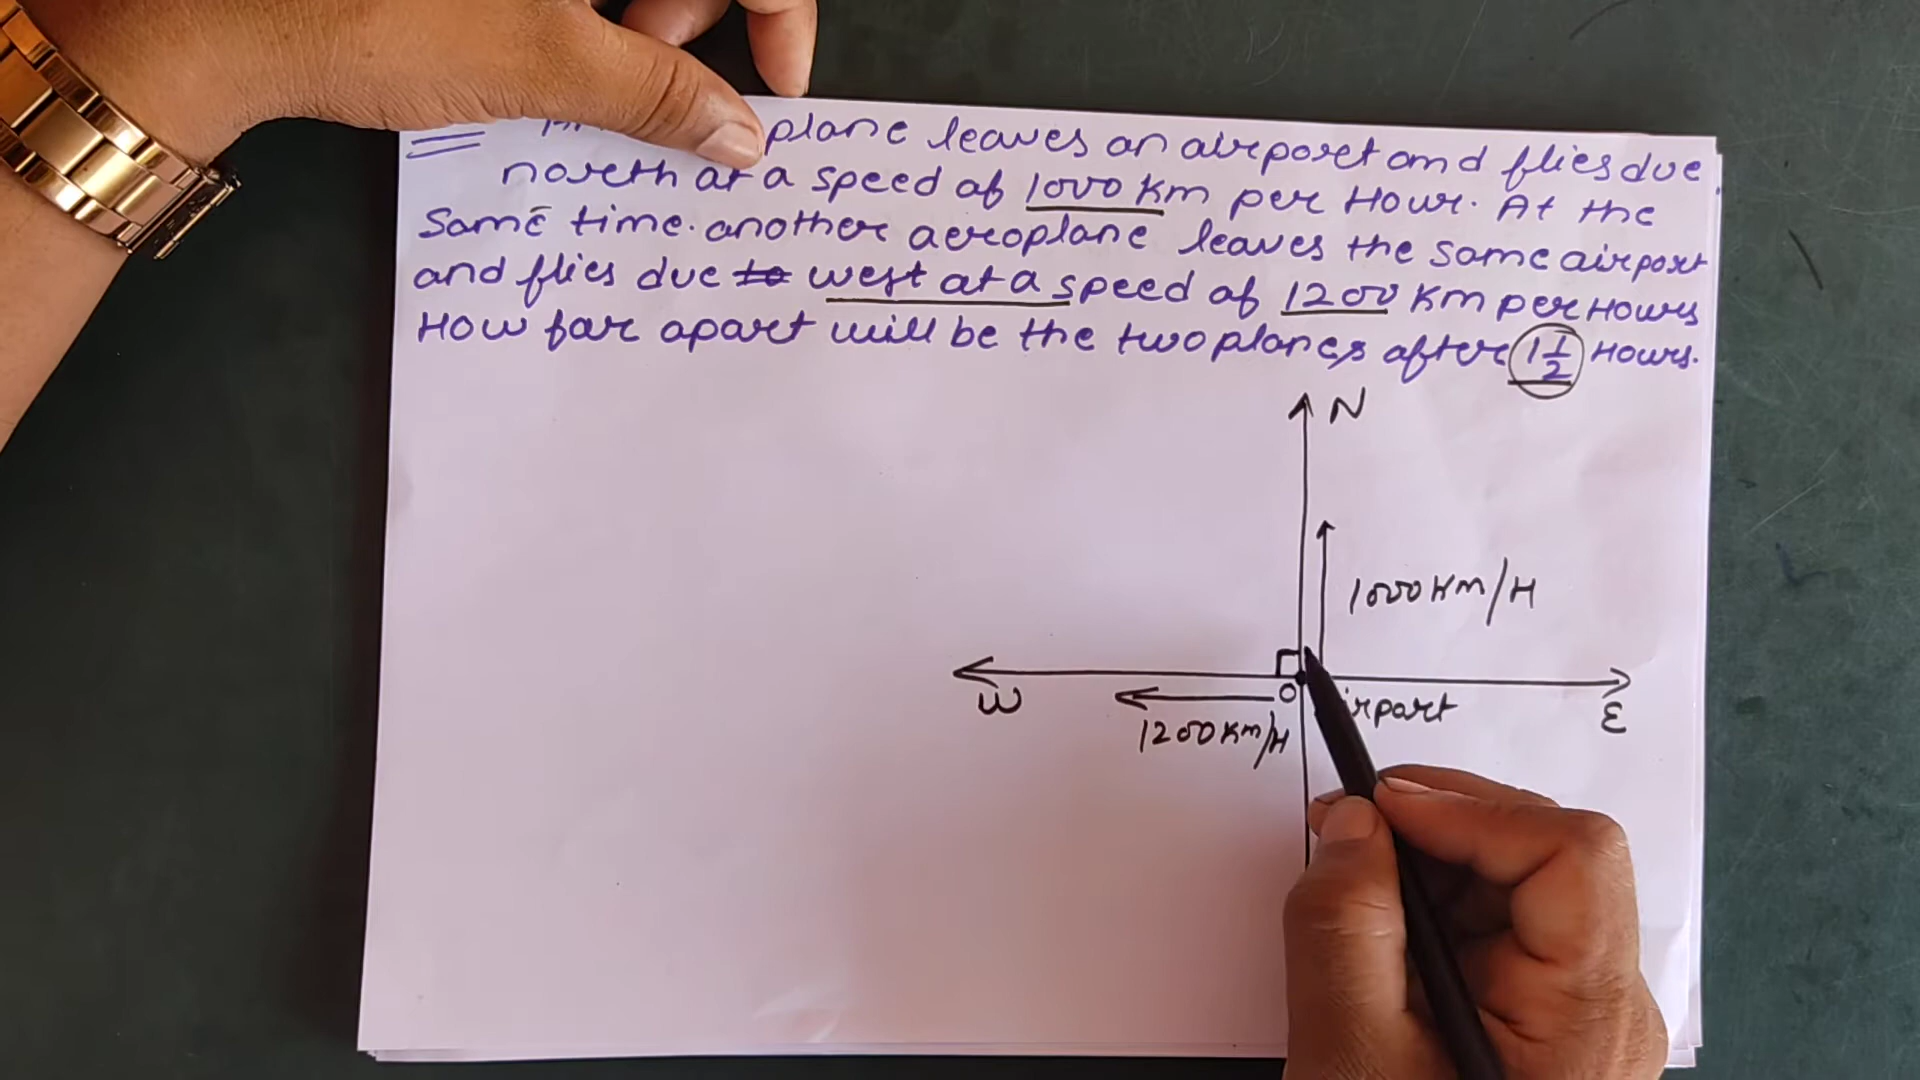 plane leaves an airport and flies due
north at a speed of 1000 Km per Hour. At the
same time. another aeroplane leaves the same airport
and flies due to west at a speed of 1200 Km per Hours
How far apart will be the two planes after 1 1/2 Hours.
N
1000 Km/H
W
O
airpart
E
1200 Km/H